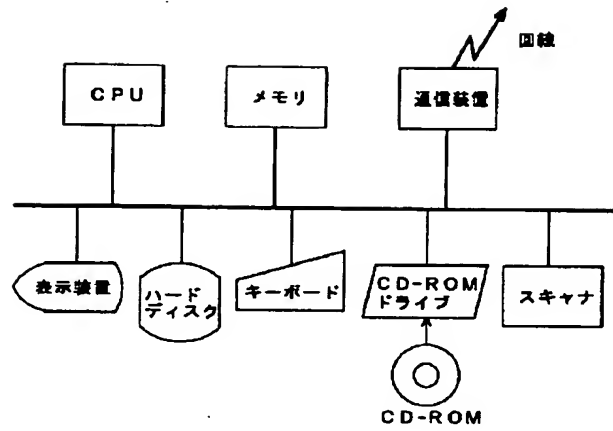 回線
CPU
メモリ
通信装置
表示装置
ハード
ディスク
キーボード
CD-ROM
ドライブ
スキャナ
CD-ROM